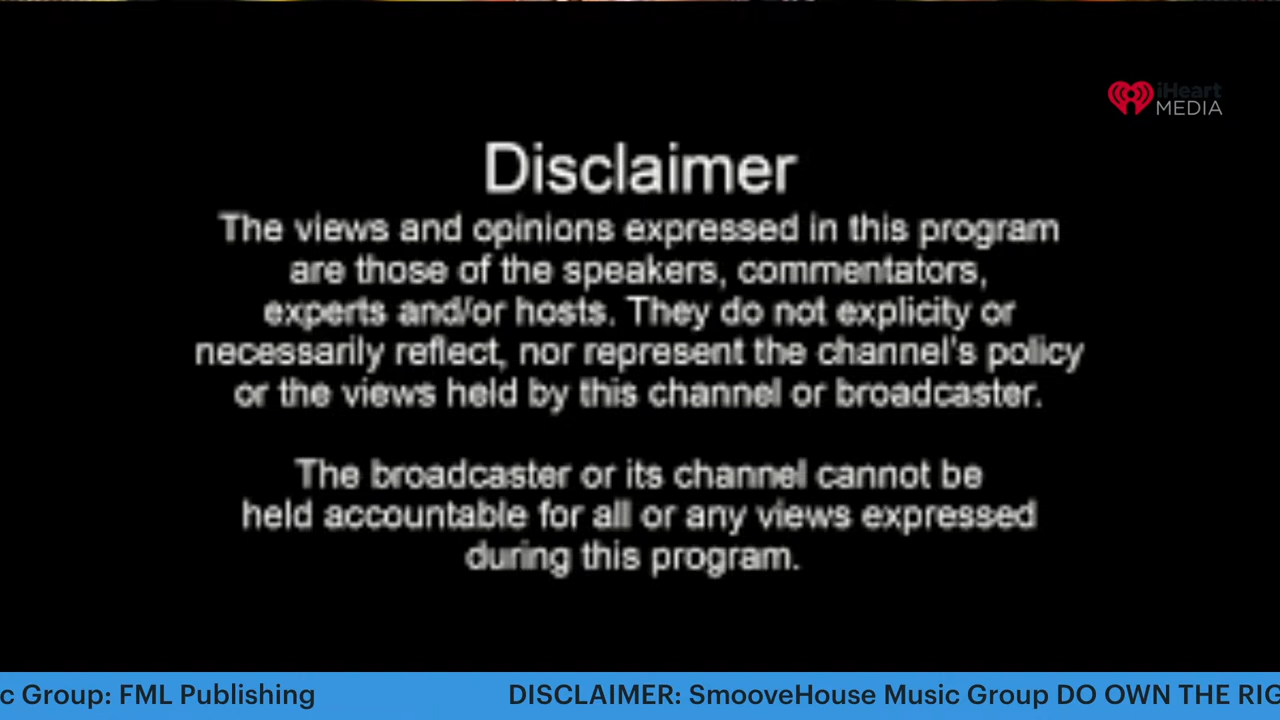 iHeart
MEDIA
Disclaimer
The views and opinions expressed in this program
are those of the speakers, commentators,
experts and/or hosts. They do not explicity or
necessarily reflect, nor represent the channel's policy
or the views held by this channel or broadcaster.
The broadcaster or its channel cannot be
held accountable for all or any views expressed
during this program.
c Group: FML Publishing DISCLAIMER: SmooveHouse Music Group DO OWN THE RIG